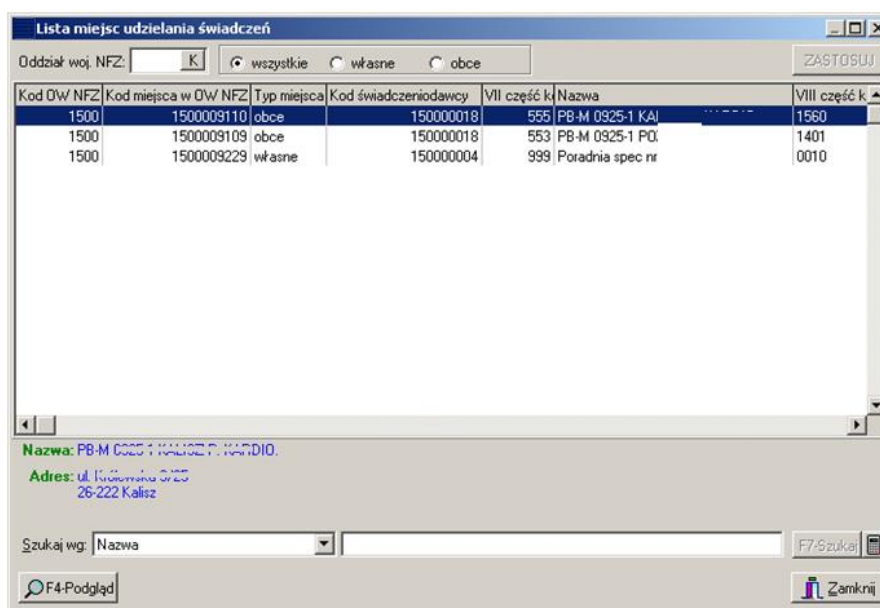 Lista miejsc udzielania świadczeń
Oddział woj. NFZ: K wszystkie własne obce ZASTOSUJ
Kod OW NFZ Kod miejsca w OW NFZ Typ miejsca Kod świadczeniodawcy VII część k Nazwa VIII część k
1500 1500009110 obce 150000018 555 PB-M 0925-1 1560
1500 1500009109 obce 150000018 553 PB-M 0925-1 1401
1500 1500009229 własne 150000004 999 Poradnia spec nr 0010
Nazwa: PB-M
Adres: ul.
26-222 Kalisz
Szukaj wg: Nazwa F7-Szukaj
F4-Podgląd Zamknij